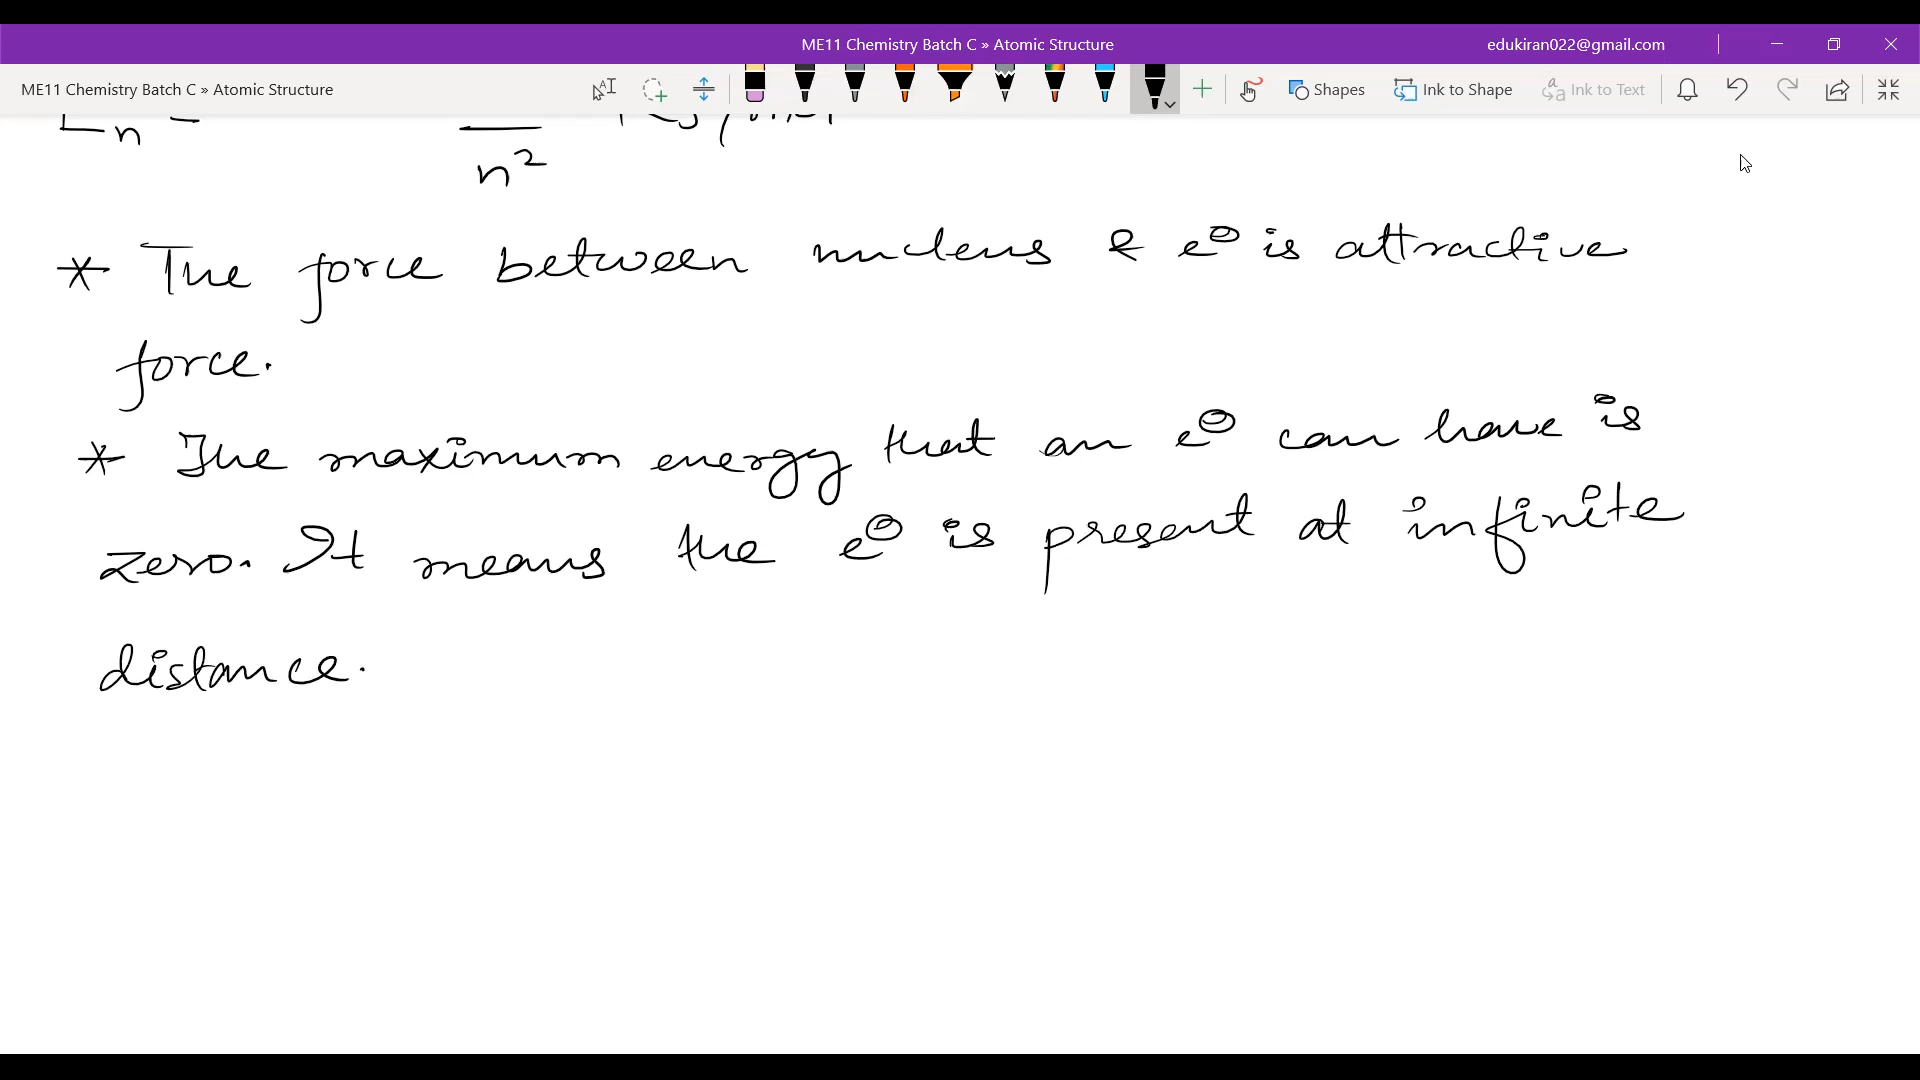 ME11 Chemistry Batch C » Atomic Structure
edukiran022@gmail.com
ME11 Chemistry Batch C » Atomic Structure
Shapes
Ink to Shape
Ink to Text
n
n²
* The force between nucleus & e⊖ is attractive
force.
* The maximum energy that an e⊖ can have is
zero. It means the e⊖ is present at infinite
distance.